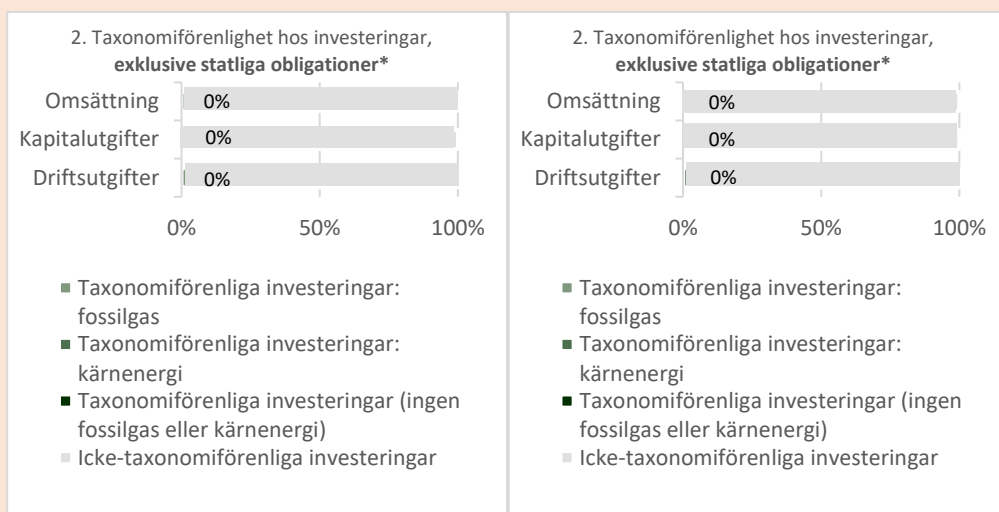 2. Taxonomiförenlighet hos investeringar,
exklusive statliga obligationer*
Omsättning 0%
Kapitalutgifter 0%
Driftsutgifter 0%
0% 50% 100%
Taxonomiförenliga investeringar:
fossilgas
Taxonomiförenliga investeringar:
kärnenergi
Taxonomiförenliga investeringar (ingen
fossilgas eller kärnenergi)
Icke-taxonomiförenliga investeringar
2. Taxonomiförenlighet hos investeringar,
exklusive statliga obligationer*
Omsättning 0%
Kapitalutgifter 0%
Driftsutgifter 0%
0% 50% 100%
Taxonomiförenliga investeringar:
fossilgas
Taxonomiförenliga investeringar:
kärnenergi
Taxonomiförenliga investeringar (ingen
fossilgas eller kärnenergi)
Icke-taxonomiförenliga investeringar